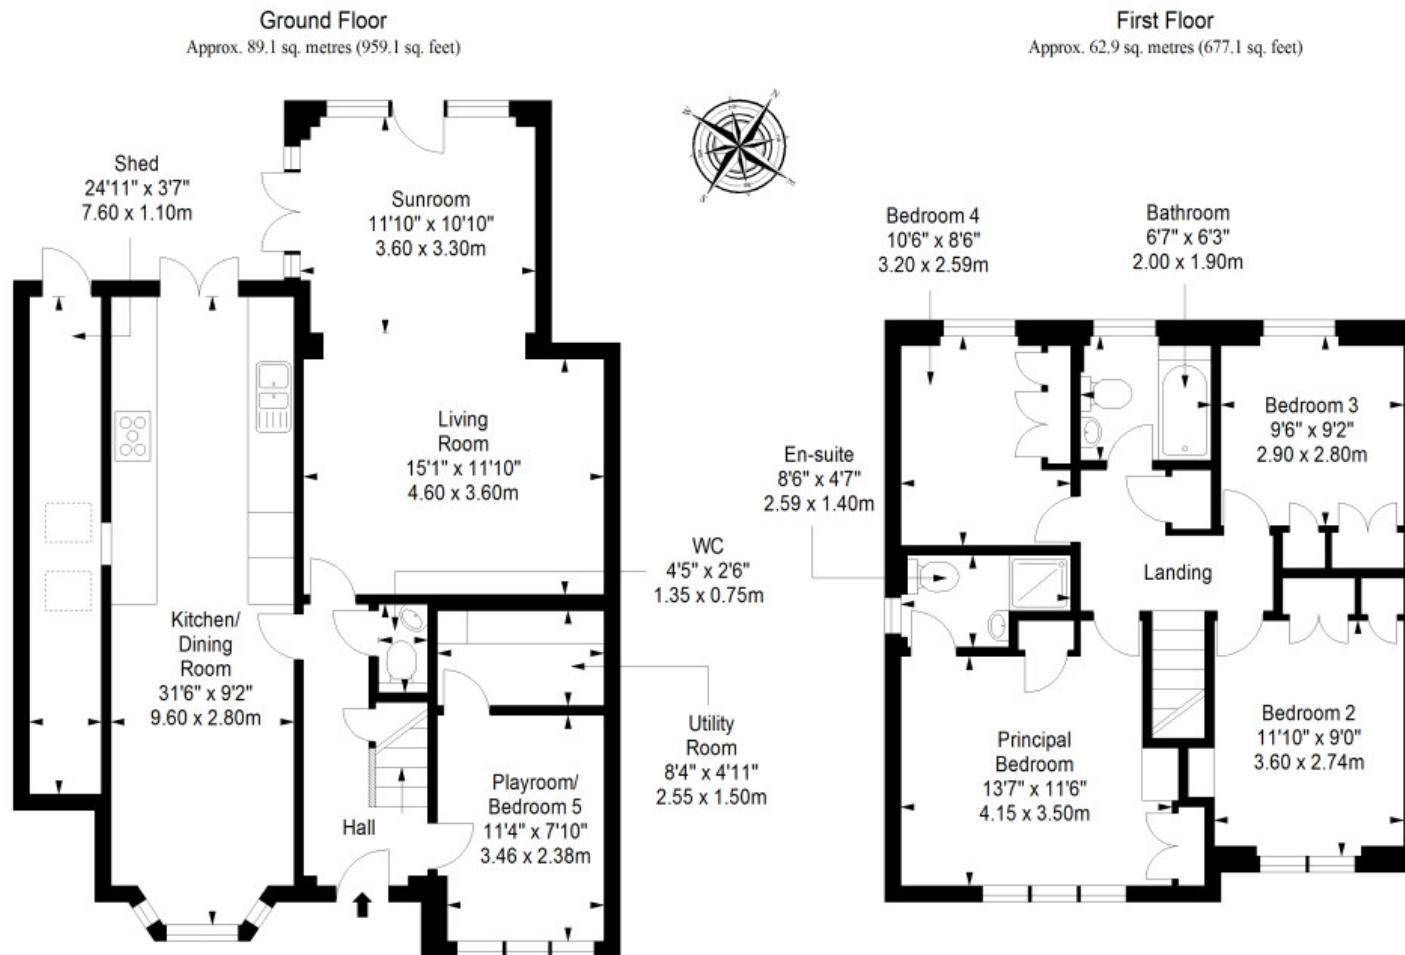 Ground Floor
Approx. 89.1 sq. metres (959.1 sq. feet)
First Floor
Approx. 62.9 sq. metres (677.1 sq. feet)
N
W
E
S
Shed
24'11" x 3'7"
7.60 x 1.10m
Sunroom
11'10" x 10'10"
3.60 x 3.30m
Living
Room
15'1" x 11'10"
4.60 x 3.60m
Kitchen/
Dining
Room
31'6" x 9'2"
9.60 x 2.80m
WC
4'5" x 2'6"
1.35 x 0.75m
Utility
Room
8'4" x 4'11"
2.55 x 1.50m
Playroom/
Bedroom 5
11'4" x 7'10"
3.46 x 2.38m
Hall
Bedroom 4
10'6" x 8'6"
3.20 x 2.59m
Bathroom
6'7" x 6'3"
2.00 x 1.90m
Bedroom 3
9'6" x 9'2"
2.90 x 2.80m
En-suite
8'6" x 4'7"
2.59 x 1.40m
Landing
Principal
Bedroom
13'7" x 11'6"
4.15 x 3.50m
Bedroom 2
11'10" x 9'0"
3.60 x 2.74m